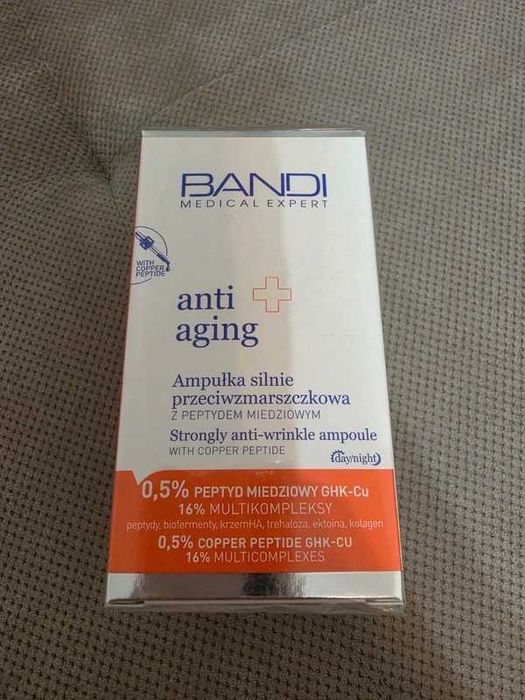 BANDI
MEDICAL EXPERT
WITH
COPPER
PEPTIDE
anti
aging
Ampułka silnie
przeciwzmarszczkowa
Z PEPTYDEM MIEDZIOWYM
Strongly anti-wrinkle ampoule
WITH COPPER PEPTIDE
day/night
0,5% PEPTYD MIEDZIOWY GHK-Cu
16% MULTIKOMPLEKSY
peptydy, biofermenty, krzemHA, trehaloza, ektoina, kolagen
0,5% COPPER PEPTIDE GHK-CU
16% MULTICOMPLEXES